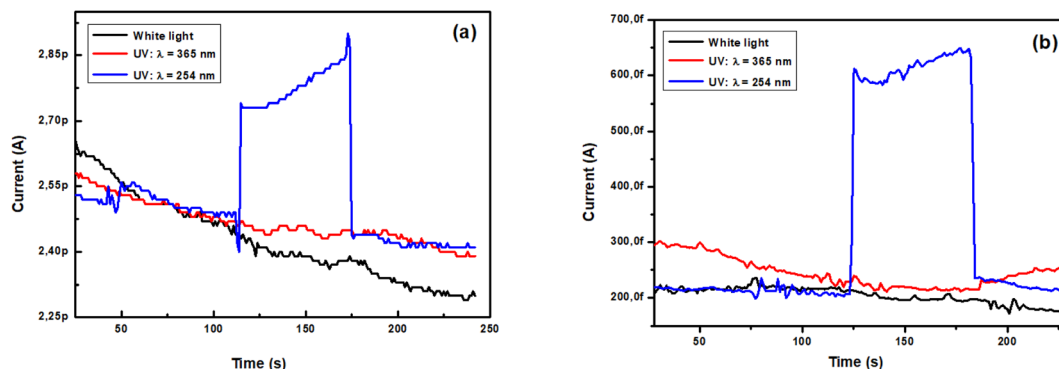 (a)
White light
UV: λ = 365 nm
UV: λ = 254 nm
2,85p
2,70p
2,55p
2,40p
2,25p
Current (A)
50 100 150 200 250
Time (s)
(b)
White light
UV: λ = 365 nm
UV: λ = 254 nm
700,0f
600,0f
500,0f
400,0f
300,0f
200,0f
Current (A)
50 100 150 200
Time (s)